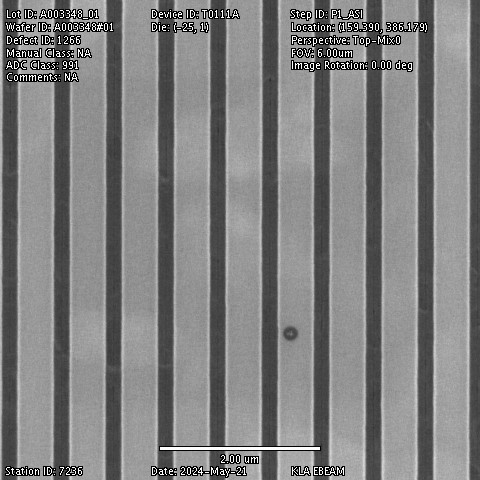 Lot ID: A003348_01
Wafer ID: A003348#01
Defect ID: 1266
Manual Class: NA
ADC Class: 991
Comments: NA
Device ID: T0111A
Die: (-25, 1)
Step ID: P1_ASI
Location: (159.390, 386.179)
Perspective: Top-Mix0
FOV: 6.00um
Image Rotation: 0.00 deg
2.00 um
Station ID: 7236
Date: 2024-May-21
KLA EBEAM